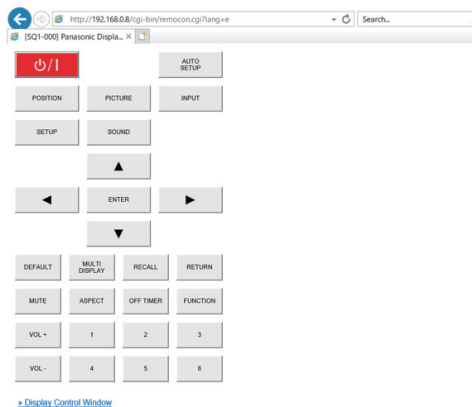 http://192.168.0.8/cgi-bin/remocon.cgi?lang=e
Search...
[SQ1-000] Panasonic Displa...
AUTO
SETUP
POSITION
PICTURE
INPUT
SETUP
SOUND
ENTER
DEFAULT
MULTI
DISPLAY
RECALL
RETURN
MUTE
ASPECT
OFF TIMER
FUNCTION
VOL +
1
2
3
VOL -
4
5
6
» Display Control Window